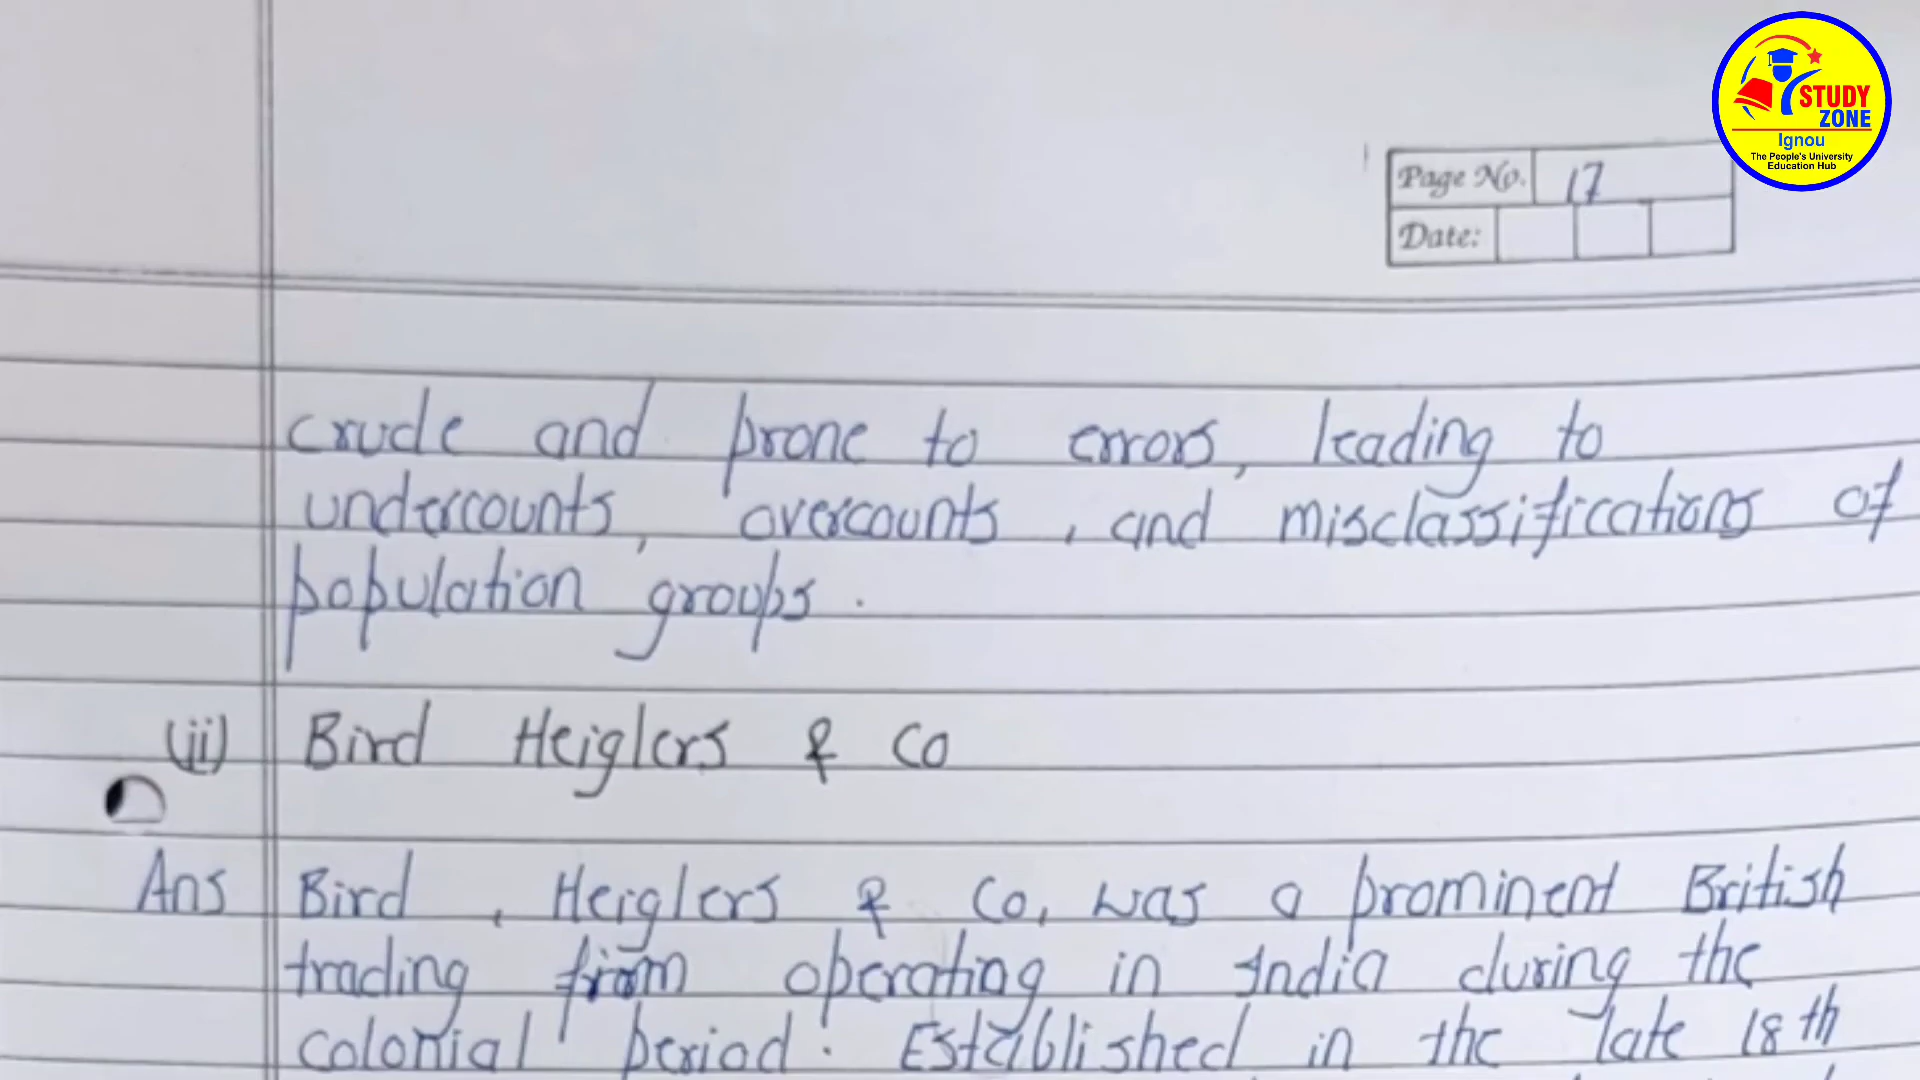 STUDY
ZONE
Ignou
The People's University
Education Hub
Page No. 17
Date:
crude and prone to errors, leading to
undercounts, overcounts, and misclassifications of
population groups.
(ii) Bird Heiglers & Co
Ans Bird, Heiglers & Co, was a prominent British
trading firm operating in India during the
colonial period. Established in the late 18th